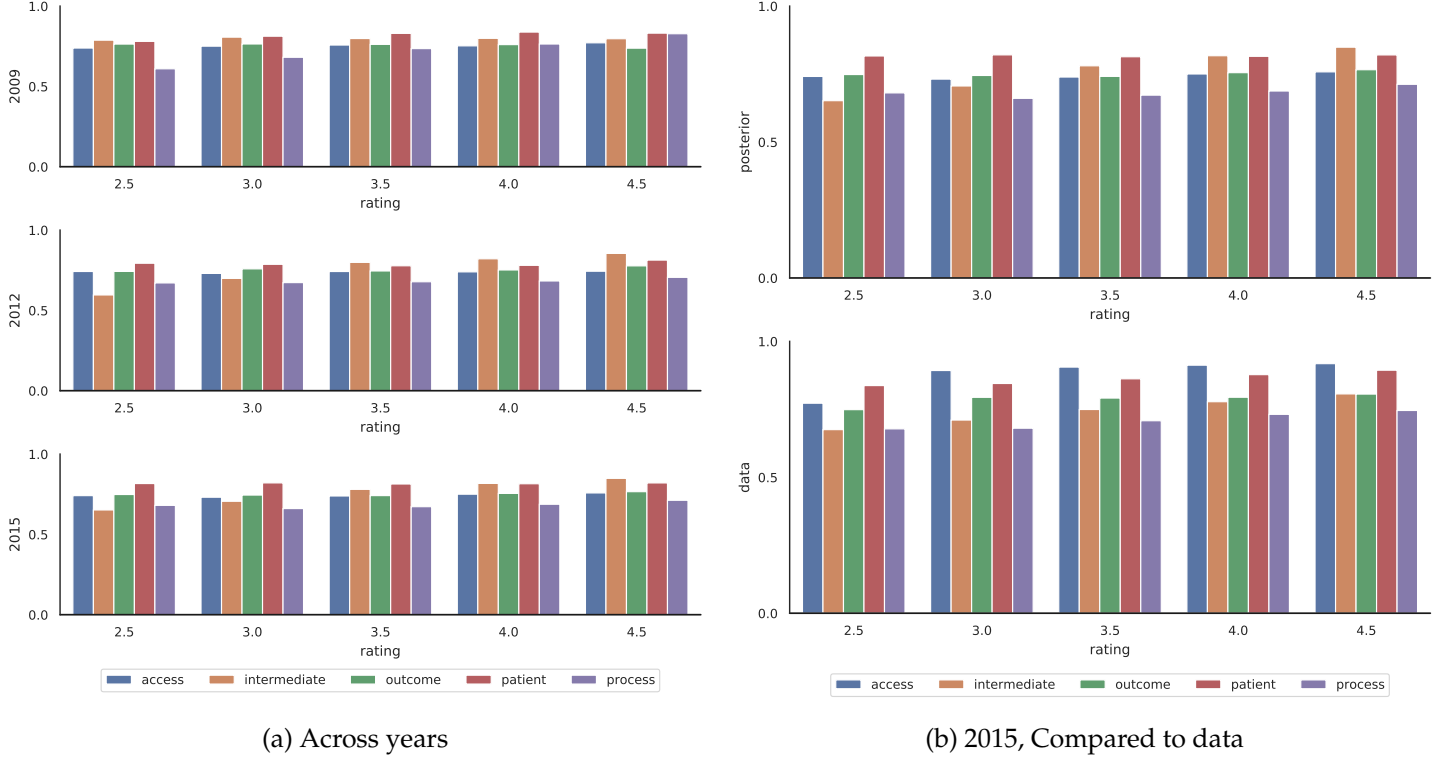 1.0
0.5
0.0
2009
2.5 3.0 3.5 4.0 4.5
rating
1.0
0.5
0.0
2012
2.5 3.0 3.5 4.0 4.5
rating
1.0
0.5
0.0
2015
2.5 3.0 3.5 4.0 4.5
rating
access intermediate outcome patient process
(a) Across years
1.0
0.5
0.0
posterior
2.5 3.0 3.5 4.0 4.5
rating
1.0
0.5
0.0
data
2.5 3.0 3.5 4.0 4.5
rating
access intermediate outcome patient process
(b) 2015, Compared to data